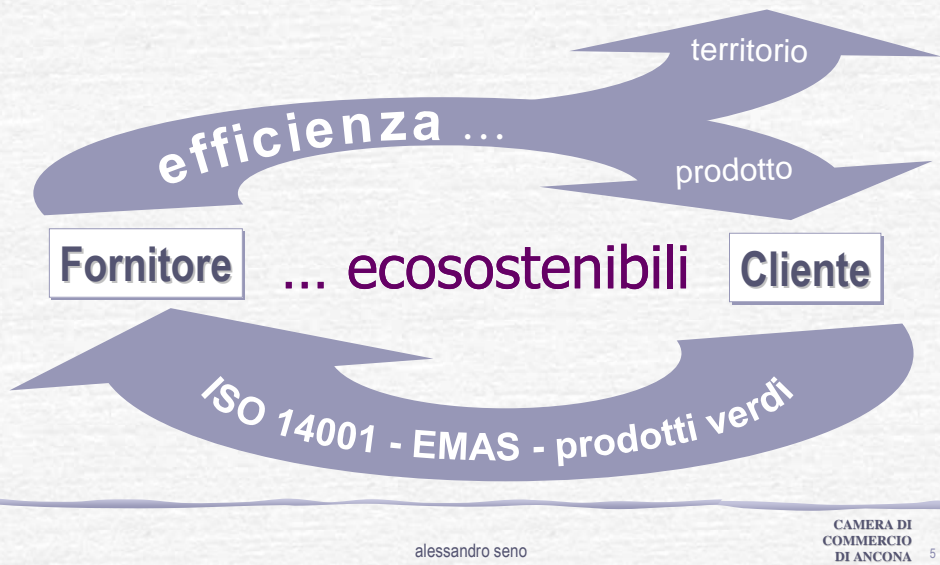 territorio
efficienza ...
prodotto
Fornitore
... ecosostenibili
Cliente
ISO 14001 - EMAS - prodotti verdi
alessandro seno
CAMERA DI
COMMERCIO
DI ANCONA
5